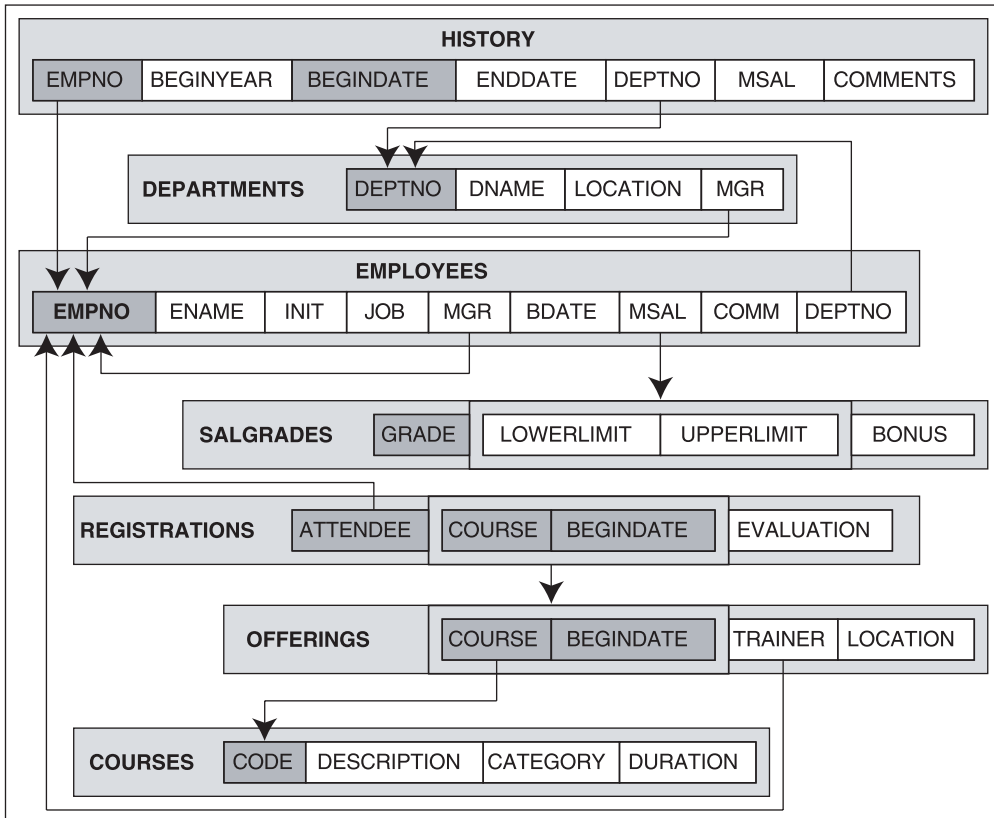 HISTORY
EMPNO BEGINYEAR BEGINDATE ENDDATE DEPTNO MSAL COMMENTS
DEPARTMENTS DEPTNO DNAME LOCATION MGR
EMPLOYEES
EMPNO ENAME INIT JOB MGR BDATE MSAL COMM DEPTNO
SALGRADES GRADE LOWERLIMIT UPPERLIMIT BONUS
REGISTRATIONS ATTENDEE COURSE BEGINDATE EVALUATION
OFFERINGS COURSE BEGINDATE TRAINER LOCATION
COURSES CODE DESCRIPTION CATEGORY DURATION